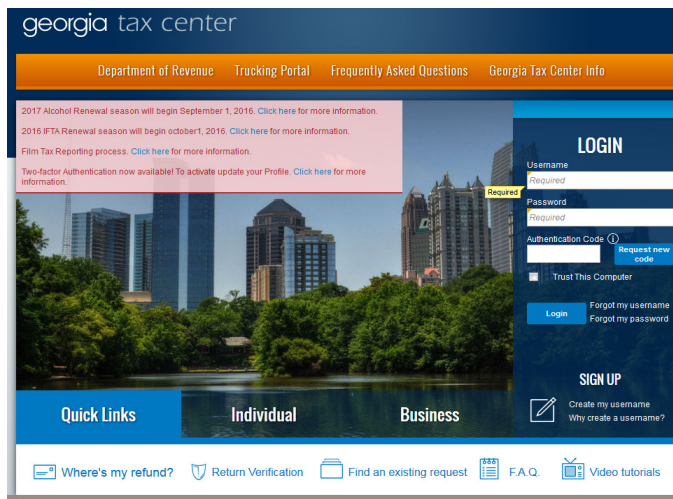 georgia tax center
Department of Revenue Trucking Portal Frequently Asked Questions Georgia Tax Center Info
2017 Alcohol Renewal season will begin September 1, 2016. Click here for more information.
2016 IFTA Renewal season will begin october1, 2016. Click here for more information.
Film Tax Reporting process. Click here for more information.
Two-factor Authentication now available! To activate update your Profile. Click here for more
information.
LOGIN
Username
Required
Required
Password
Required
Authentication Code
Request new
code
Trust This Computer
Login
Forgot my username
Forgot my password
SIGN UP
Create my username
Why create a username?
Quick Links Individual Business
Where's my refund? Return Verification Find an existing request F.A.Q. Video tutorials